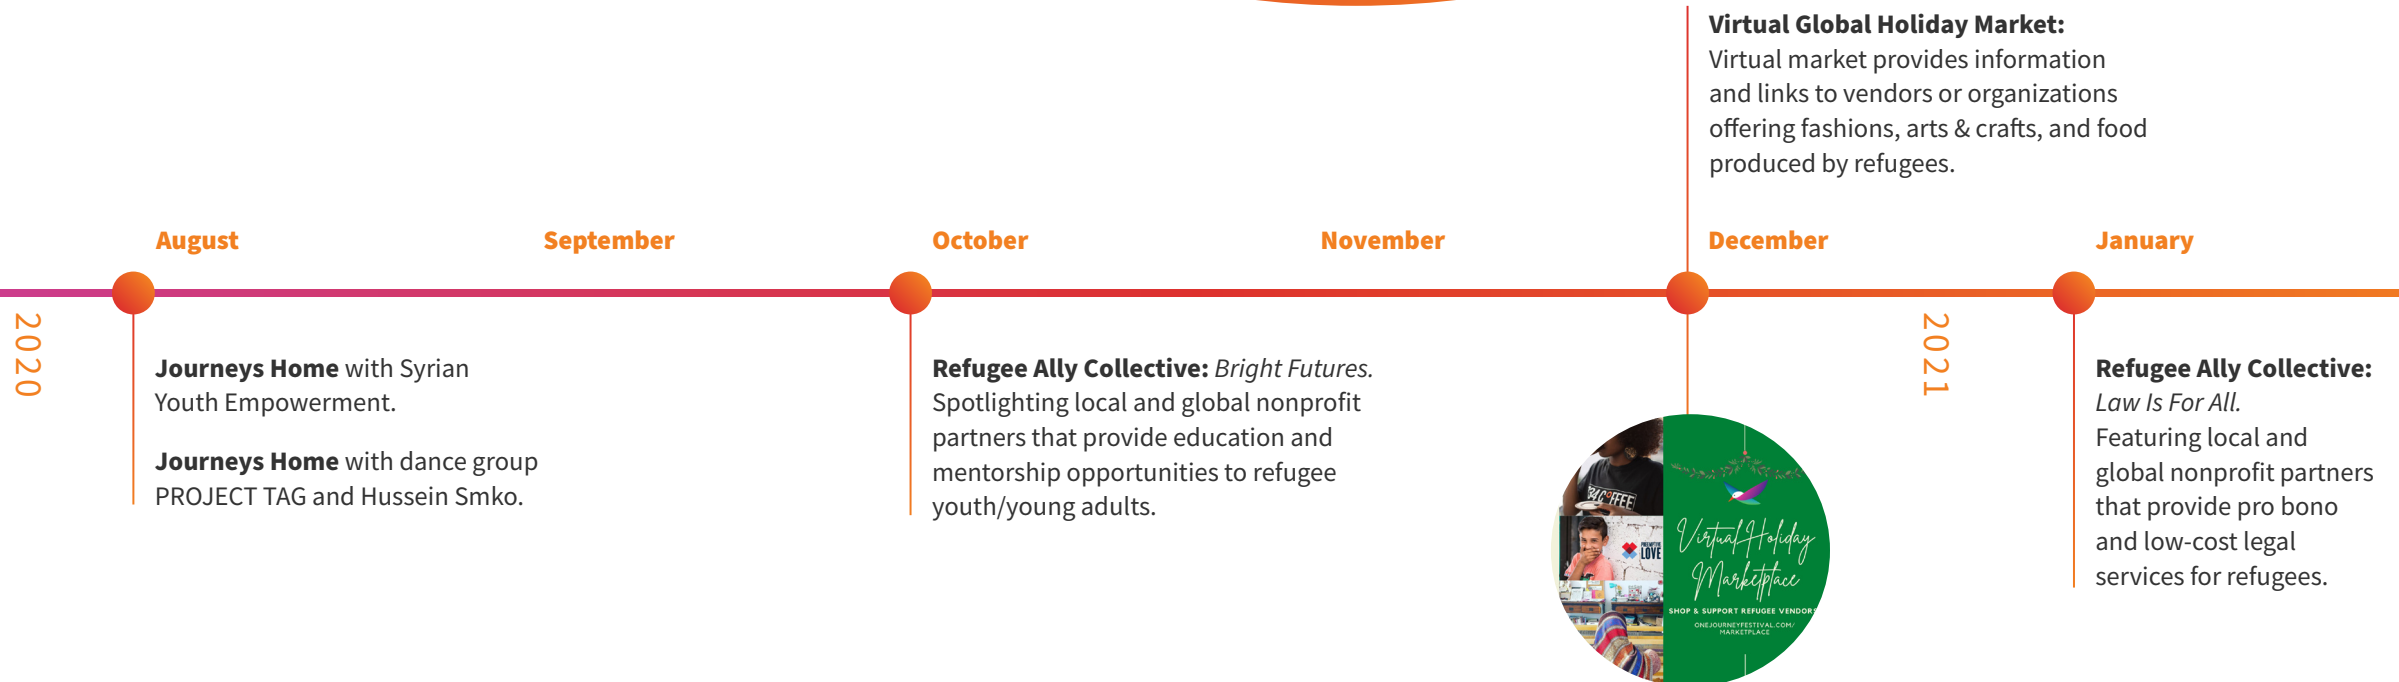 Virtual Global Holiday Market:
Virtual market provides information
and links to vendors or organizations
offering fashions, arts & crafts, and food
produced by refugees.
August
September
October
November
December
January
2020
Journeys Home with Syrian
Youth Empowerment.
Journeys Home with dance group
PROJECT TAG and Hussein Smko.
Refugee Ally Collective: Bright Futures.
Spotlighting local and global nonprofit
partners that provide education and
mentorship opportunities to refugee
youth/young adults.
LOVE
Virtual Holiday
Marketplace
SHOP & SUPPORT REFUGEE VENDORS
ONEJOURNEYFESTIVAL.COM/
MARKETPLACE
2021
Refugee Ally Collective:
Law Is For All.
Featuring local and
global nonprofit partners
that provide pro bono
and low-cost legal
services for refugees.